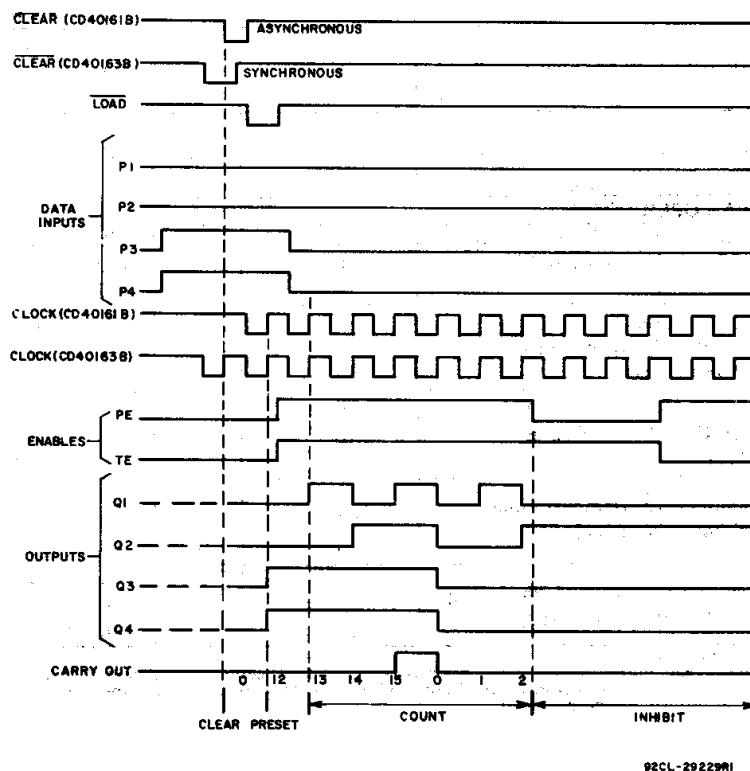 CLEAR (CD40161B)
ASYNCHRONOUS
CLEAR (CD40163B)
SYNCHRONOUS
LOAD
P1
DATA INPUTS
P2
P3
P4
CLOCK(CD40161B)
CLOCK(CD40163B)
PE
ENABLES
TE
Q1
Q2
OUTPUTS
Q3
Q4
CARRY OUT
0 12 13 14 15 0 1 2
CLEAR PRESET COUNT INHIBIT
92CL-29229R1